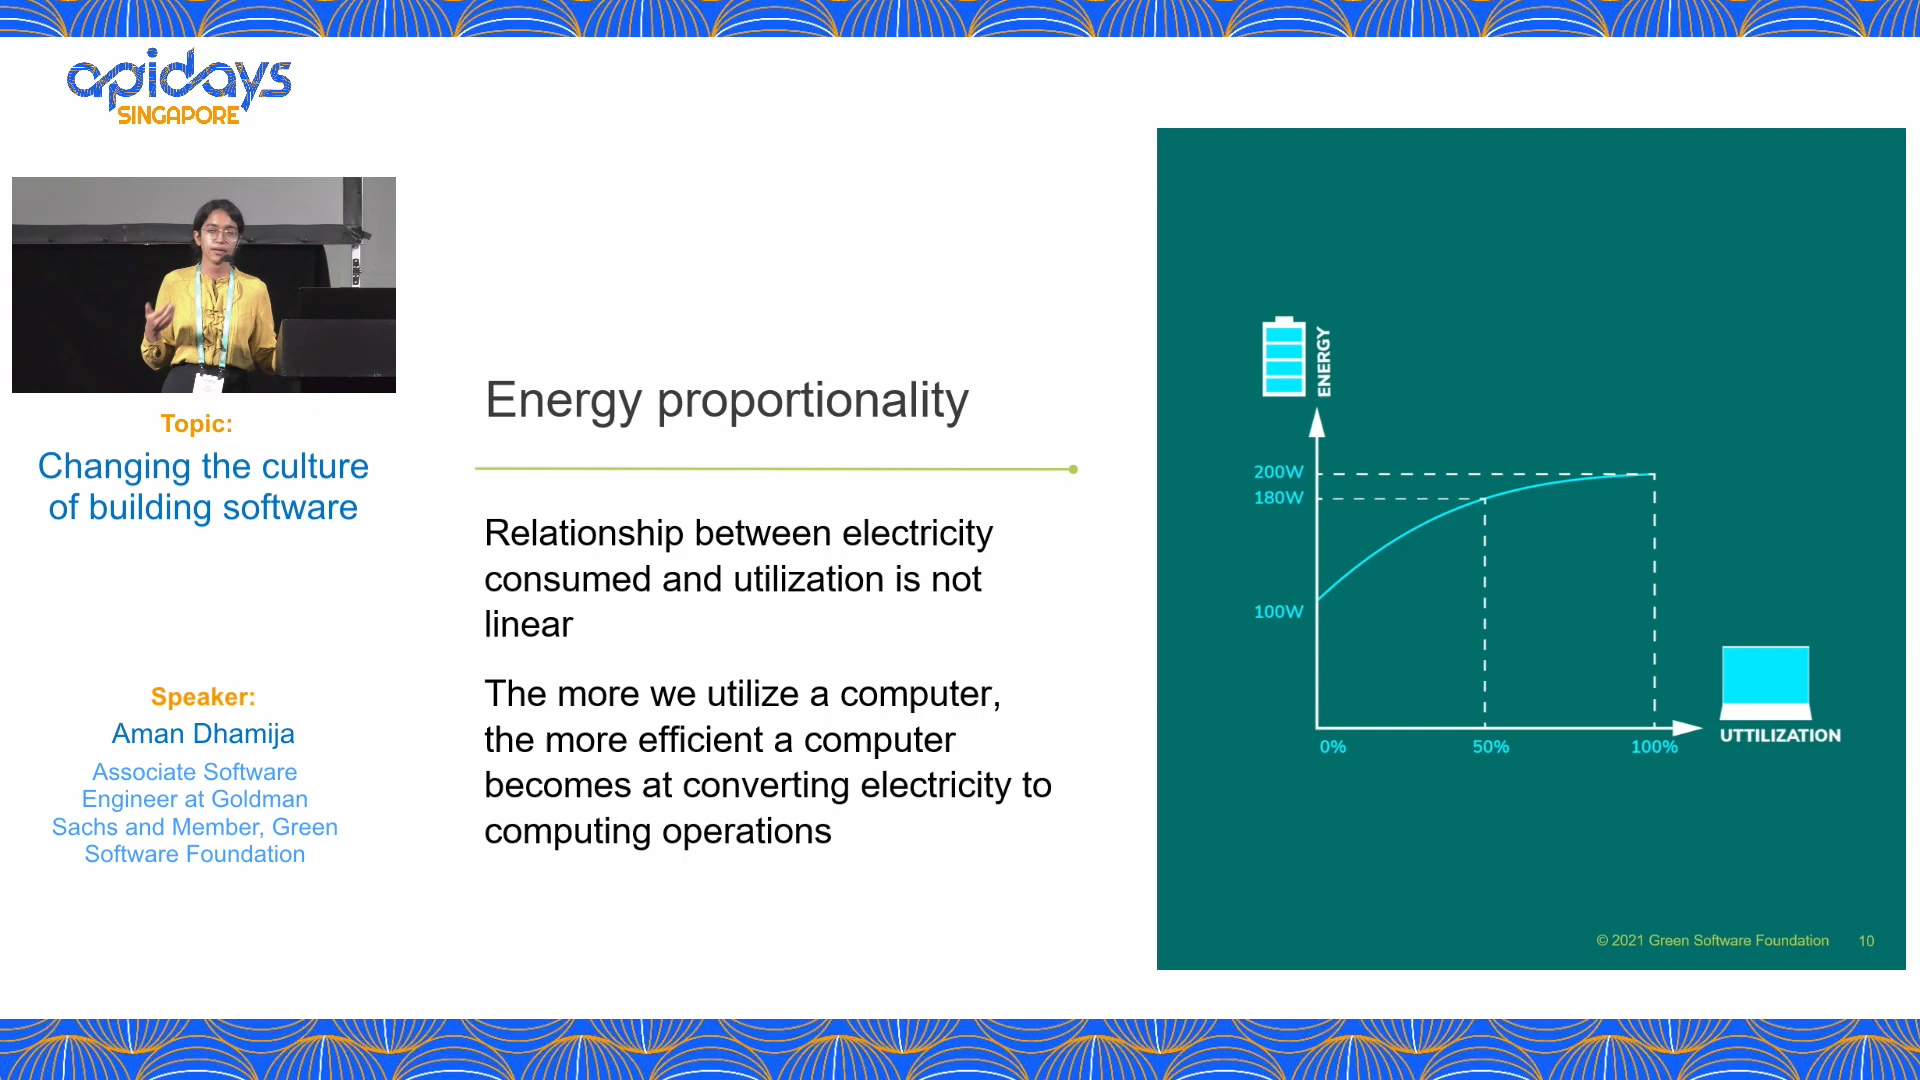 apidays
SINGAPORE
Topic:
Changing the culture
of building software
Speaker:
Aman Dhamija
Associate Software
Engineer at Goldman
Sachs and Member, Green
Software Foundation
Energy proportionality
Relationship between electricity
consumed and utilization is not
linear
The more we utilize a computer,
the more efficient a computer
becomes at converting electricity to
computing operations
ENERGY
200W
180W
100W
0%
50%
100%
UTTILIZATION
© 2021 Green Software Foundation
10